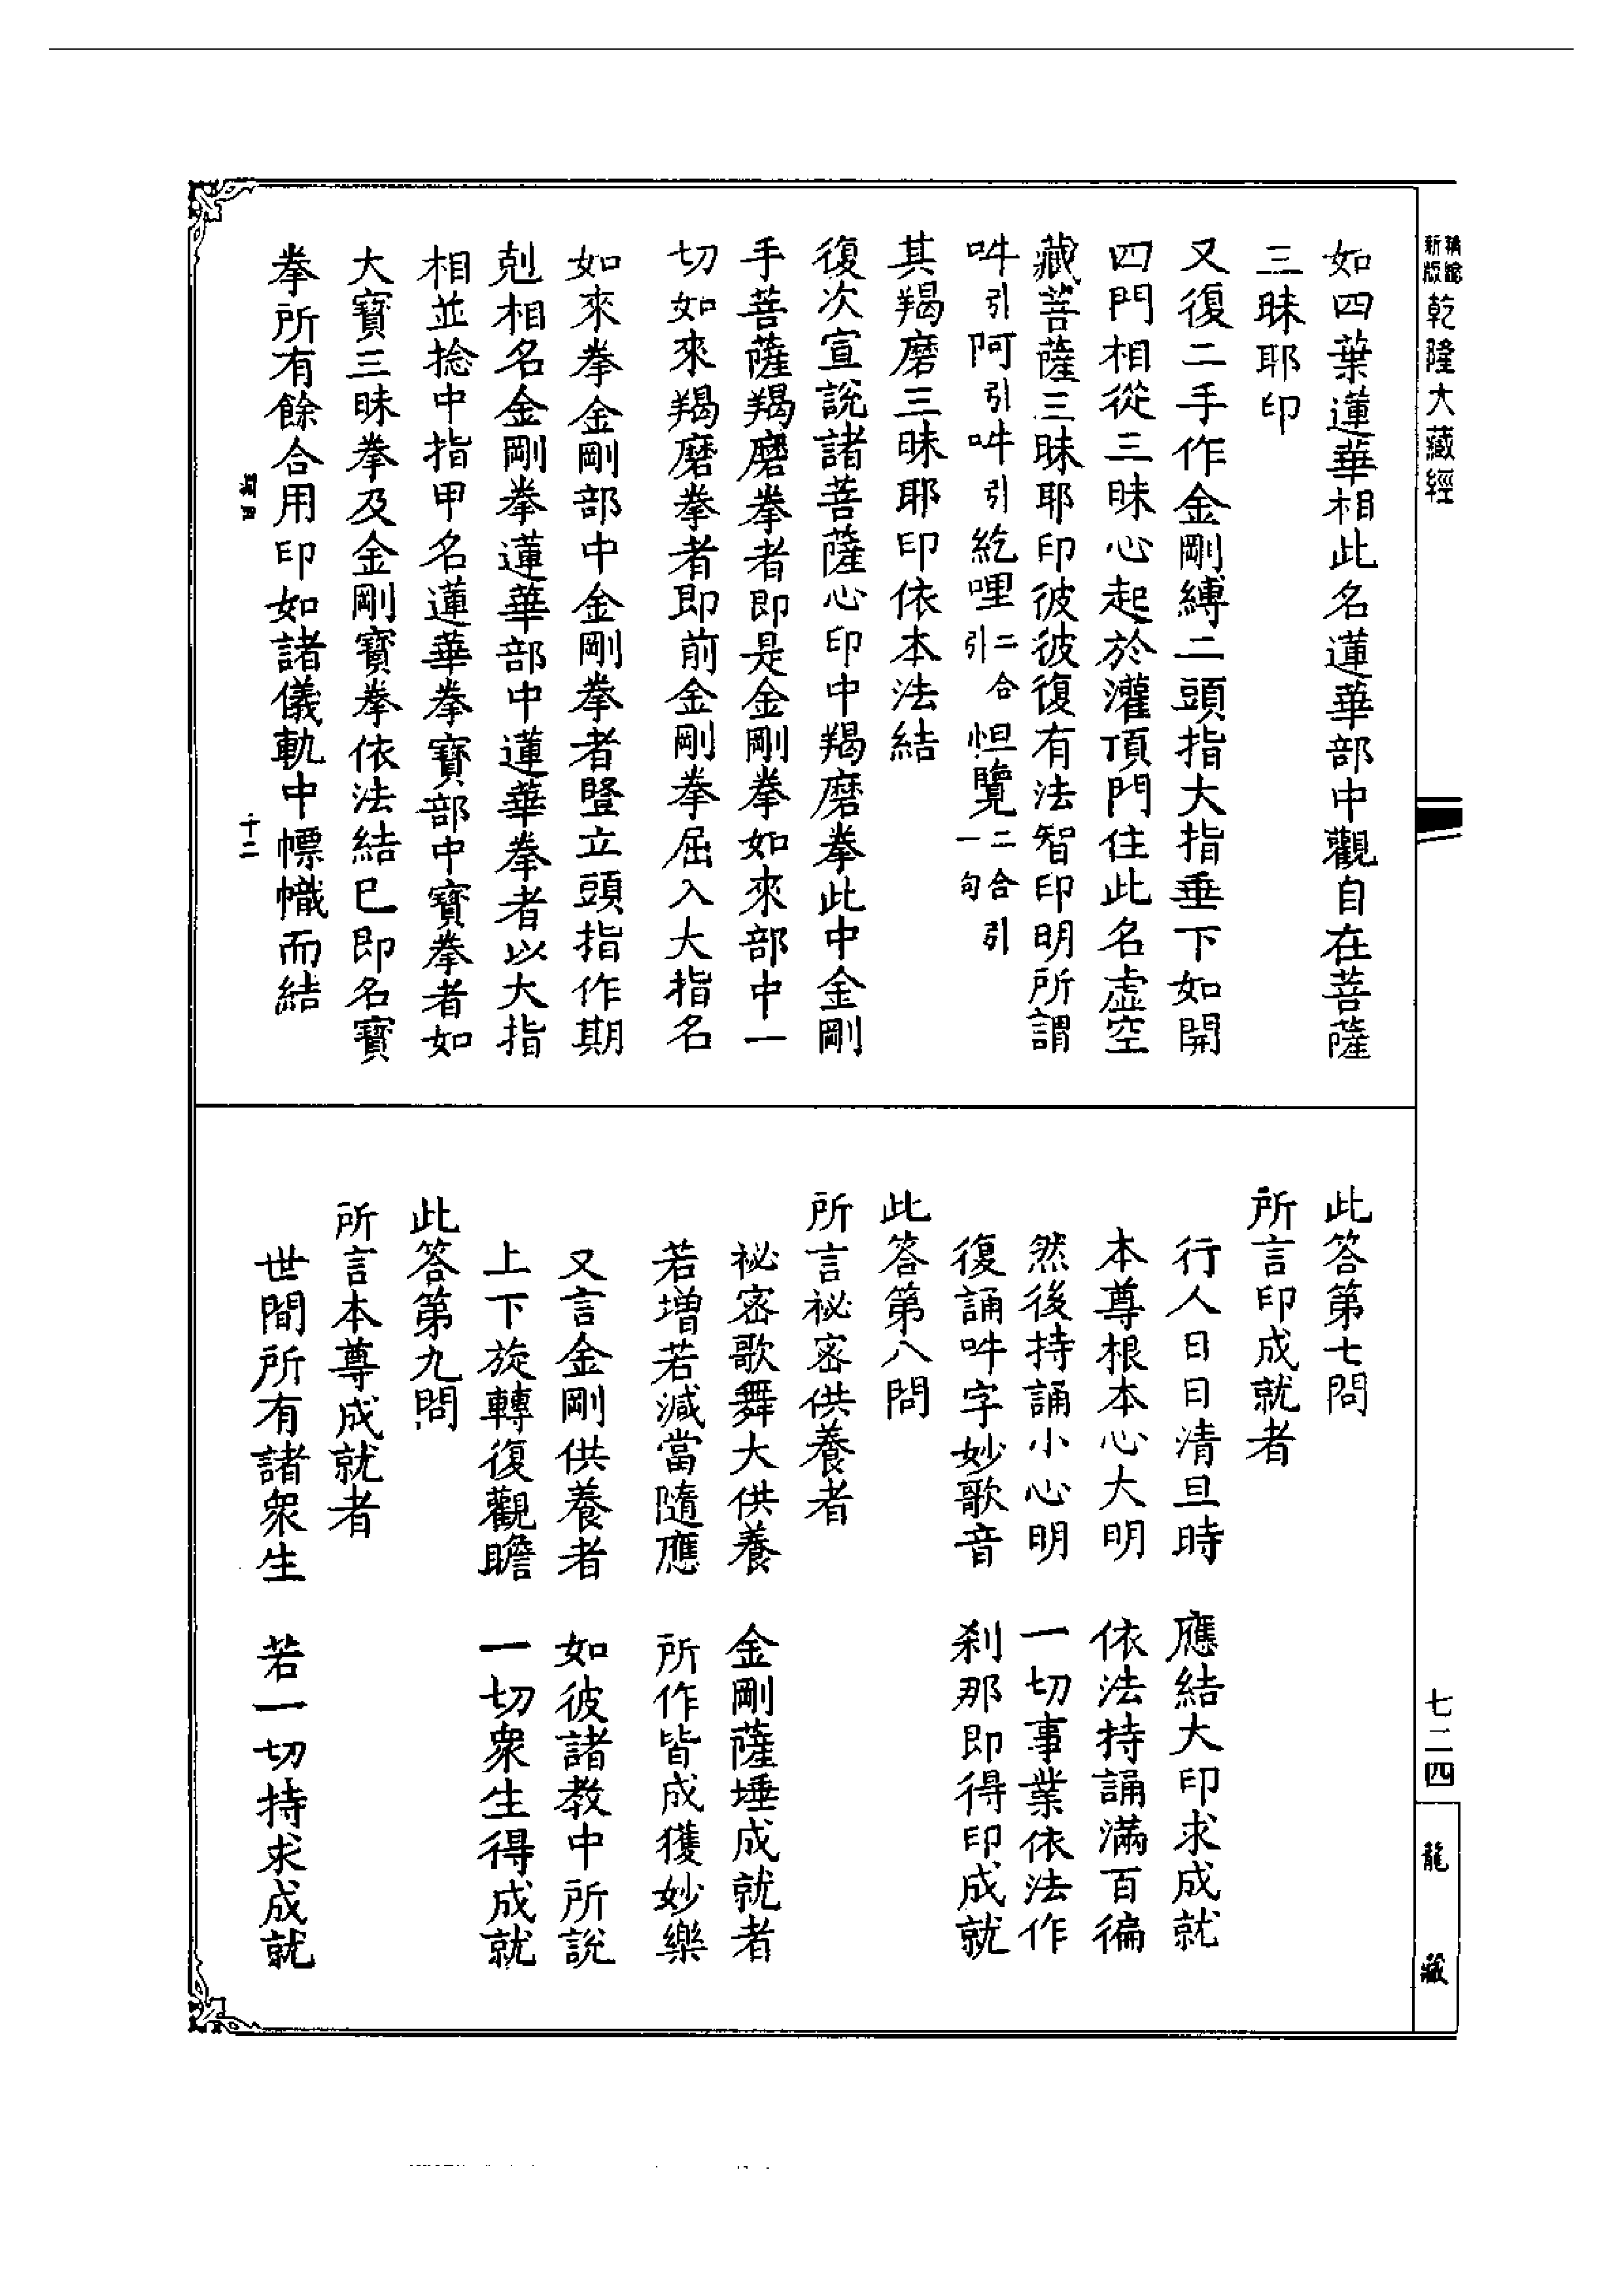 新版
乾隆大藏經
如四葉蓮華相此名蓮華部中觀自在菩薩
三昧耶印
又復二手作金剛縛二頭指大指垂下如開
四門相從三昧心起於灌頂門住此名虛空
藏菩薩三昧耶印彼彼復有法智印明所謂
吽引阿引吽引紇哩二合引怛覽二合引一句
其羯磨三昧耶印依本法結
復次宣說諸菩薩心印中羯磨拳此中金剛
手菩薩羯磨拳者即是金剛拳如來部中一
切如來羯磨拳者即前金剛拳屈入大指名
如來拳金剛部中金剛拳者豎立頭指作期
剋相名金剛拳蓮華部中蓮華拳者以大指
相並捻中指甲名蓮華拳寶部中寶拳者如
大寶三昧拳及金剛寶拳依法結已即名寶
拳所有餘合用印如諸儀軌中幖幟而結
十二
此答第七問
所言印成就者
行人日日清旦時　應結大印求成就
本尊根本心大明　依法持誦滿百徧
然後持誦小心明　一切事業依法作
復誦吽字妙歌音　刹那即得印成就
此答第八問
所言祕密供養者
祕密歌舞大供養　金剛薩埵成就者
若增若減當隨應　所作皆成獲妙樂
又言金剛供養者　如彼諸教中所說
上下旋轉復觀瞻　一切衆生得成就
此答第九問
所言本尊成就者
世間所有諸衆生　若一切持求成就
七二四
龍藏